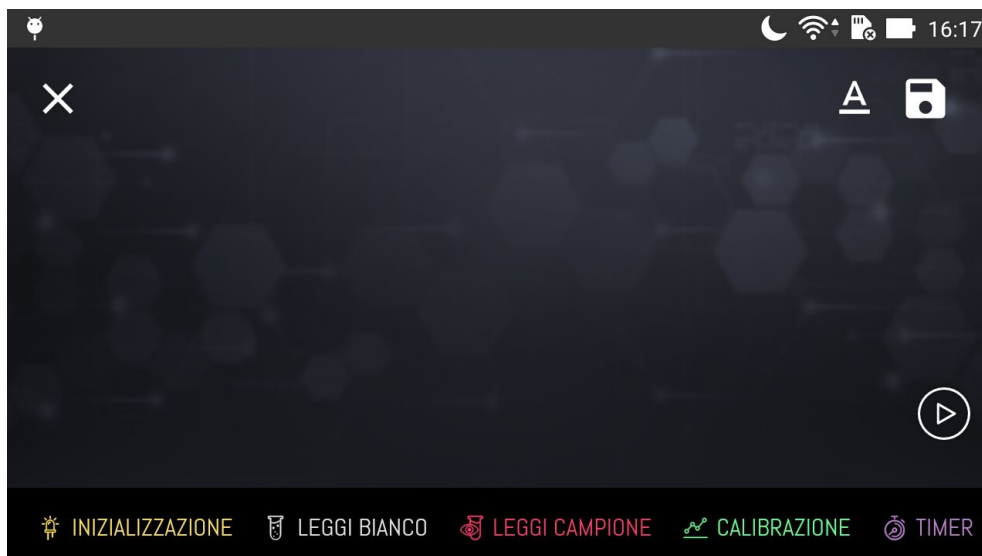 16:17
A
INIZIALIZZAZIONE LEGGI BIANCO LEGGI CAMPIONE CALIBRAZIONE TIMER